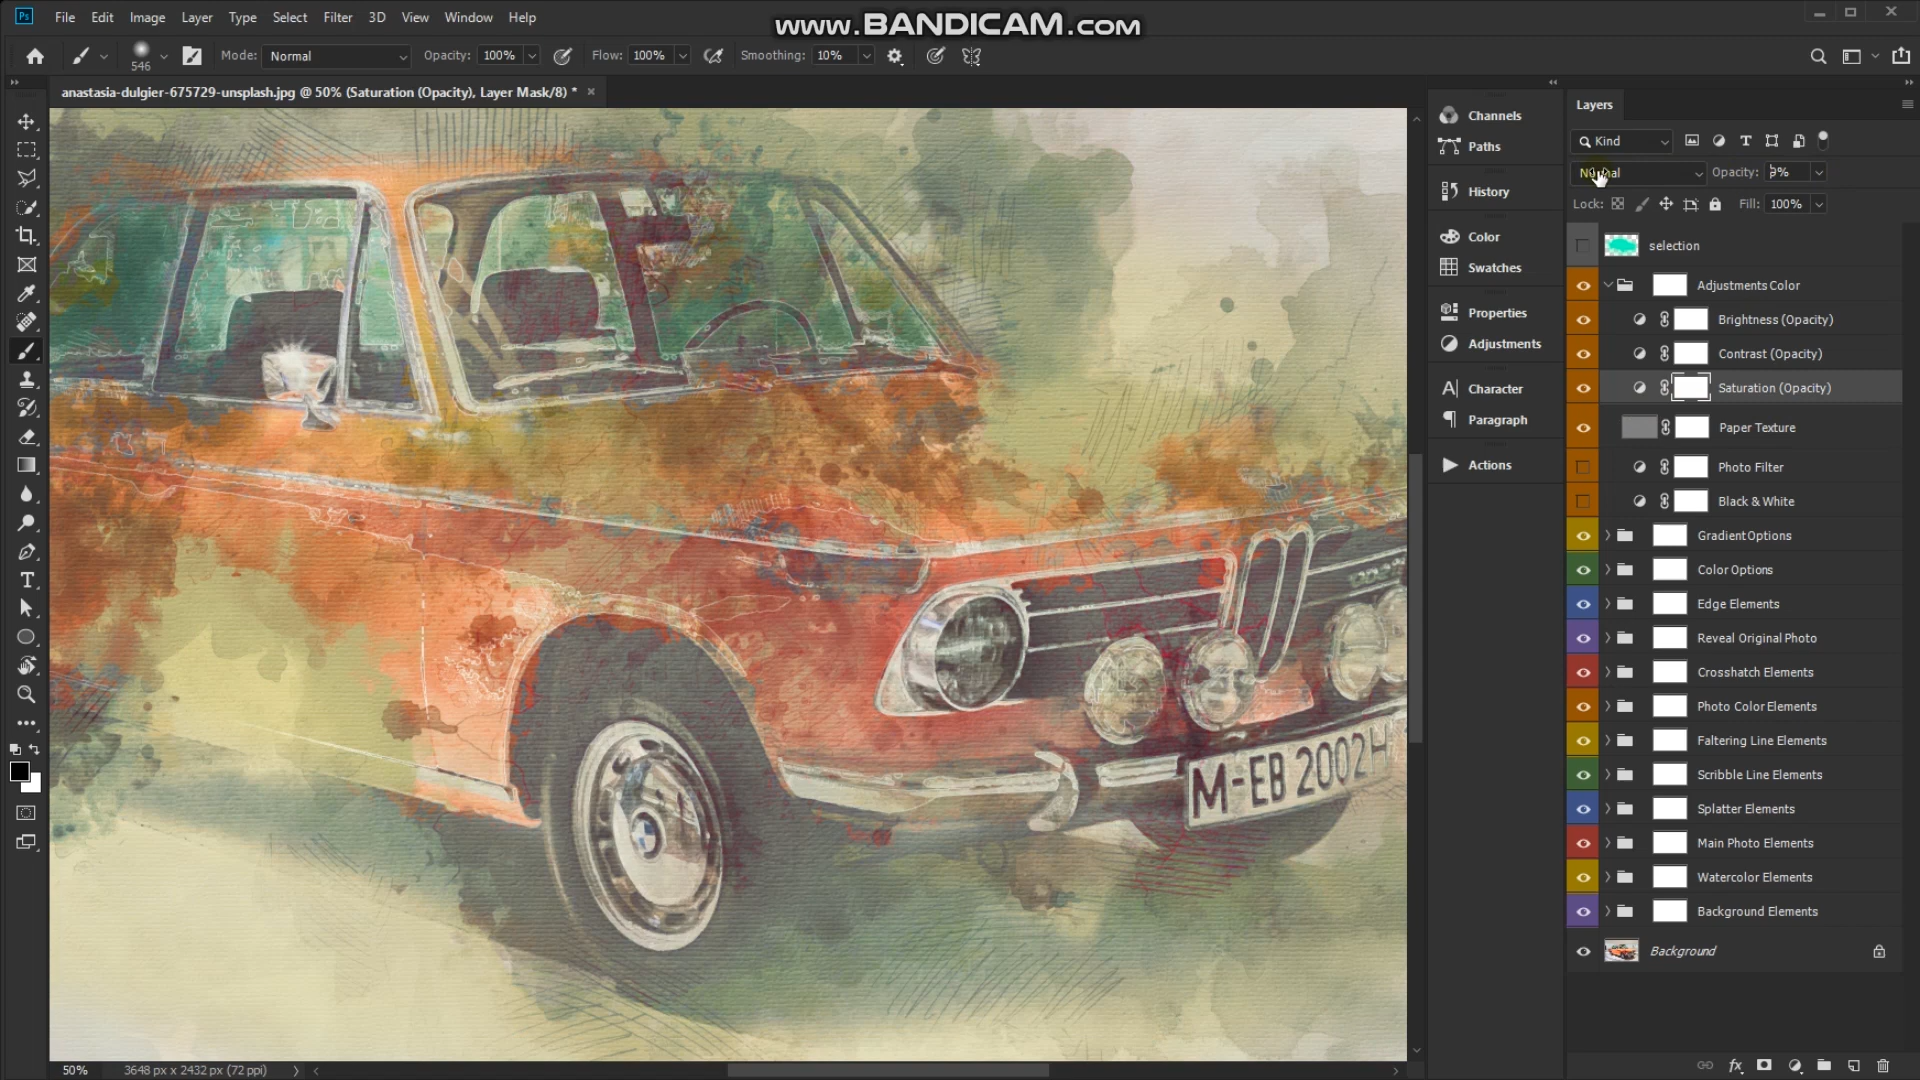 Ps File Edit Image Layer Type Select Filter 3D View Window Help
www.BANDICAM.com
546 Mode: Normal Opacity: 100% Flow: 100% Smoothing: 10%
anastasia-dulgier-675729-unsplash.jpg @ 50% (Saturation (Opacity), Layer Mask/8) *
Channels
Paths
History
Color
Swatches
Properties
Adjustments
Character
Paragraph
Actions
Layers
Kind
Normal Opacity: 9%
Lock: Fill: 100%
selection
Adjustments Color
Brightness (Opacity)
Contrast (Opacity)
Saturation (Opacity)
Paper Texture
Photo Filter
Black & White
Gradient Options
Color Options
Edge Elements
Reveal Original Photo
Crosshatch Elements
Photo Color Elements
Faltering Line Elements
Scribble Line Elements
Splatter Elements
Main Photo Elements
Watercolor Elements
Background Elements
Background
M-EB 2002H
50% 3648 px x 2432 px (72 ppi)